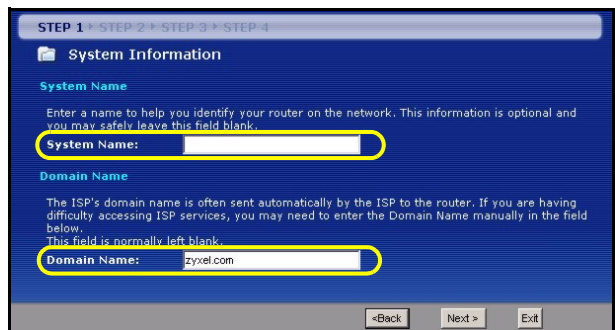 STEP 1 STEP 2 STEP 3 STEP 4
System Information
System Name
Enter a name to help you identify your router on the network. This information is optional and
you may safely leave this field blank.
System Name:
Domain Name
The ISP's domain name is often sent automatically by the ISP to the router. If you are having
difficulty accessing ISP services, you may need to enter the Domain Name manually in the field
below.
This field is normally left blank.
Domain Name: zyxel.com
<Back Next > Exit